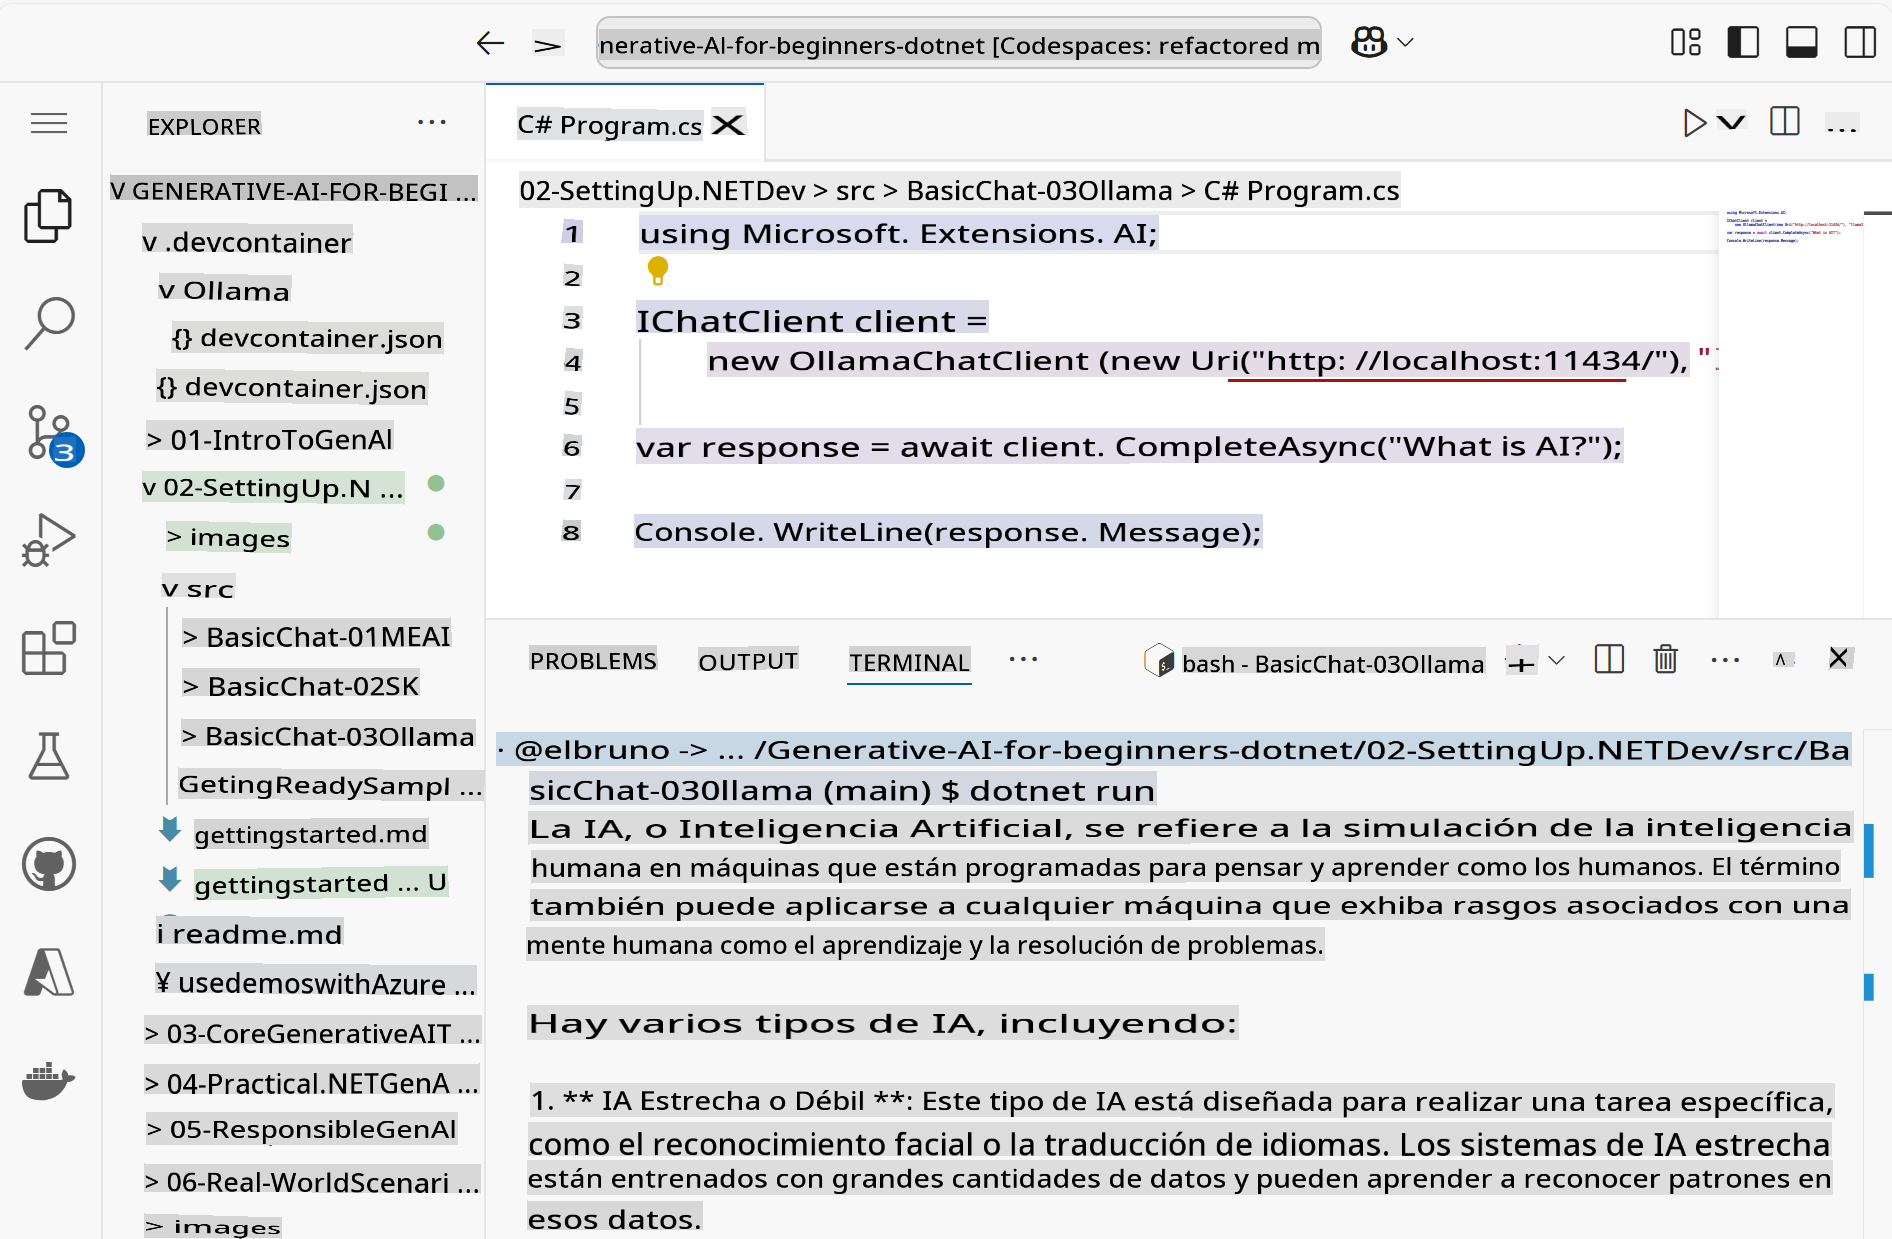 nerative-AI-for-beginners-dotnet [Codespaces: refactored m
EXPLORER
V GENERATIVE-AI-FOR-BEGI ...
v .devcontainer
v Ollama
{} devcontainer.json
{} devcontainer.json
> 01-IntroToGenAl
v 02-SettingUp.N ...
> images
v src
> BasicChat-01MEAI
> BasicChat-02SK
> BasicChat-03Ollama
GetingReadySampl ...
gettingstarted.md
gettingstarted ... U
i readme.md
¥ usedemoswithAzure ...
> 03-CoreGenerativeAIT ...
> 04-Practical.NETGenA ...
> 05-ResponsibleGenAl
> 06-Real-WorldScenari ...
> images
3
C# Program.cs X
02-SettingUp.NETDev > src > BasicChat-03Ollama > C# Program.cs
1 using Microsoft. Extensions. AI;
2
3 IChatClient client =
4 new OllamaChatClient (new Uri("http: //localhost:11434/"),
5
6 var response = await client. CompleteAsync("What is AI?");
7
8 Console. WriteLine(response. Message);
PROBLEMS OUTPUT TERMINAL ... bash - BasicChat-03Ollama
· @elbruno -> ... /Generative-AI-for-beginners-dotnet/02-SettingUp.NETDev/src/Ba
sicChat-030llama (main) $ dotnet run
La IA, o Inteligencia Artificial, se refiere a la simulación de la inteligencia
humana en máquinas que están programadas para pensar y aprender como los humanos. El término
también puede aplicarse a cualquier máquina que exhiba rasgos asociados con una
mente humana como el aprendizaje y la resolución de problemas.
Hay varios tipos de IA, incluyendo:
1. ** IA Estrecha o Débil **: Este tipo de IA está diseñada para realizar una tarea específica,
como el reconocimiento facial o la traducción de idiomas. Los sistemas de IA estrecha
están entrenados con grandes cantidades de datos y pueden aprender a reconocer patrones en
esos datos.